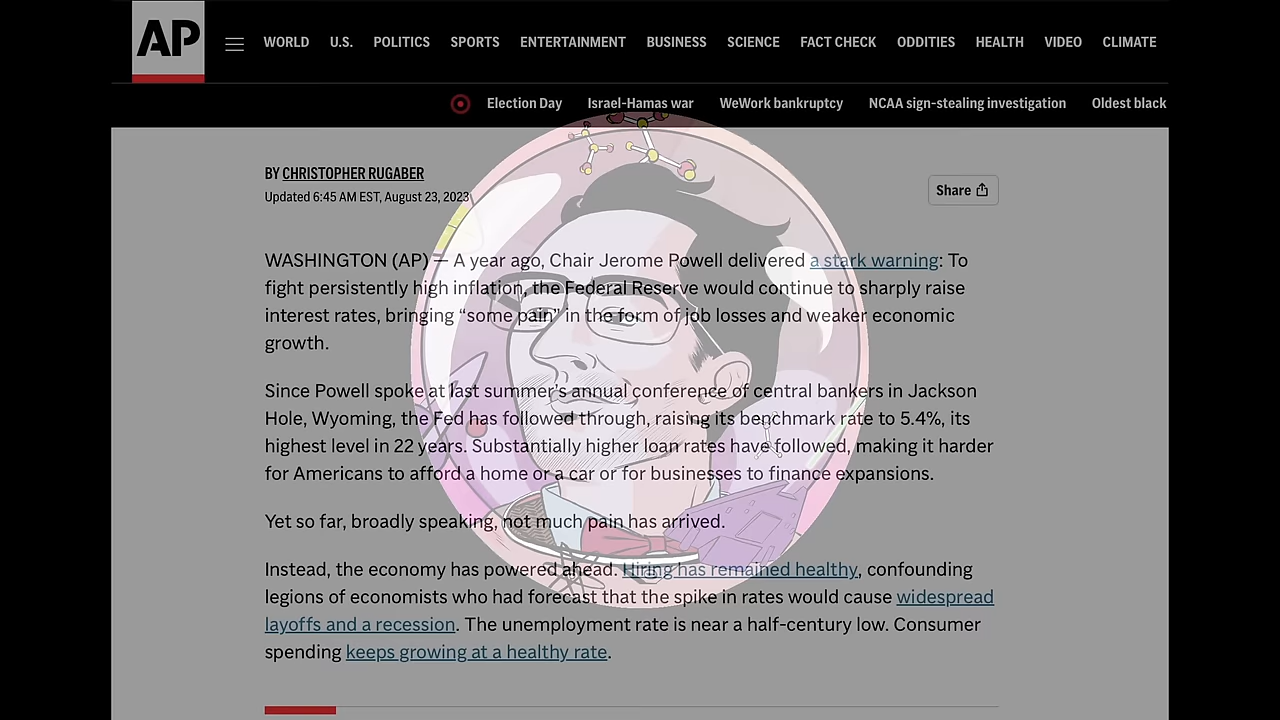 AP
WORLD U.S. POLITICS SPORTS ENTERTAINMENT BUSINESS SCIENCE FACT CHECK ODDITIES HEALTH VIDEO CLIMATE
Election Day Israel-Hamas war WeWork bankruptcy NCAA sign-stealing investigation Oldest black
BY CHRISTOPHER RUGABER
Updated 6:45 AM EST, August 23, 2023
Share
WASHINGTON (AP) — A year ago, Chair Jerome Powell delivered a stark warning: To
fight persistently high inflation, the Federal Reserve would continue to sharply raise
interest rates, bringing “some pain” in the form of job losses and weaker economic
growth.
Since Powell spoke at last summer’s annual conference of central bankers in Jackson
Hole, Wyoming, the Fed has followed through, raising its benchmark rate to 5.4%, its
highest level in 22 years. Substantially higher loan rates have followed, making it harder
for Americans to afford a home or a car or for businesses to finance expansions.
Yet so far, broadly speaking, not much pain has arrived.
Instead, the economy has powered ahead. Hiring has remained healthy, confounding
legions of economists who had forecast that the spike in rates would cause widespread
layoffs and a recession. The unemployment rate is near a half-century low. Consumer
spending keeps growing at a healthy rate.